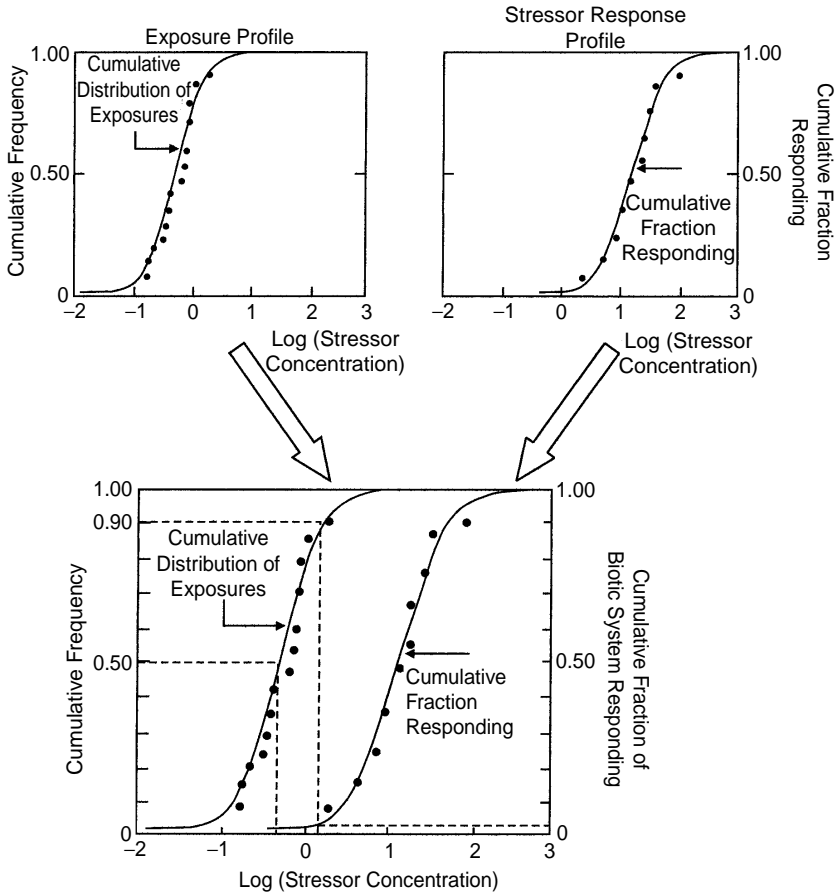 Exposure Profile
Cumulative
Distribution of
Exposures
Cumulative Frequency
1.00
0.50
0
−2
−1
0
1
2
3
Log (Stressor
Concentration)
Stressor Response
Profile
1.00
0.50
0
Cumulative Fraction
Responding
Cumulative
Fraction
Responding
−2
−1
0
1
2
3
Log (Stressor
Concentration)
1.00
0.90
0.50
0
Cumulative Frequency
Cumulative
Distribution of
Exposures
Cumulative
Fraction
Responding
1.00
0.50
0
Cumulative Fraction of
Biotic System Responding
−2
−1
0
1
2
3
Log (Stressor Concentration)